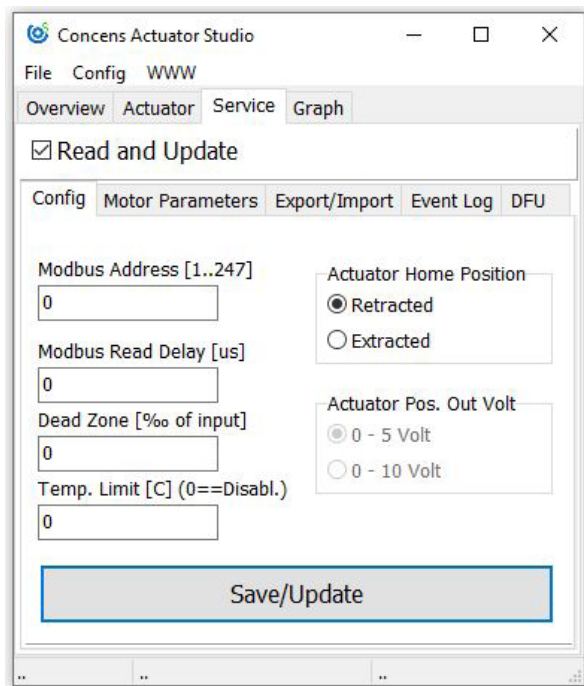 Concens Actuator Studio
File Config WWW
Overview Actuator Service Graph
Read and Update
Config Motor Parameters Export/Import Event Log DFU
Modbus Address [1..247]
0
Modbus Read Delay [us]
0
Dead Zone [‰ of input]
0
Temp. Limit [C] (0==Disabl.)
0
Actuator Home Position
Retracted
Extracted
Actuator Pos. Out Volt
0 - 5 Volt
0 - 10 Volt
Save/Update
.. .. ..